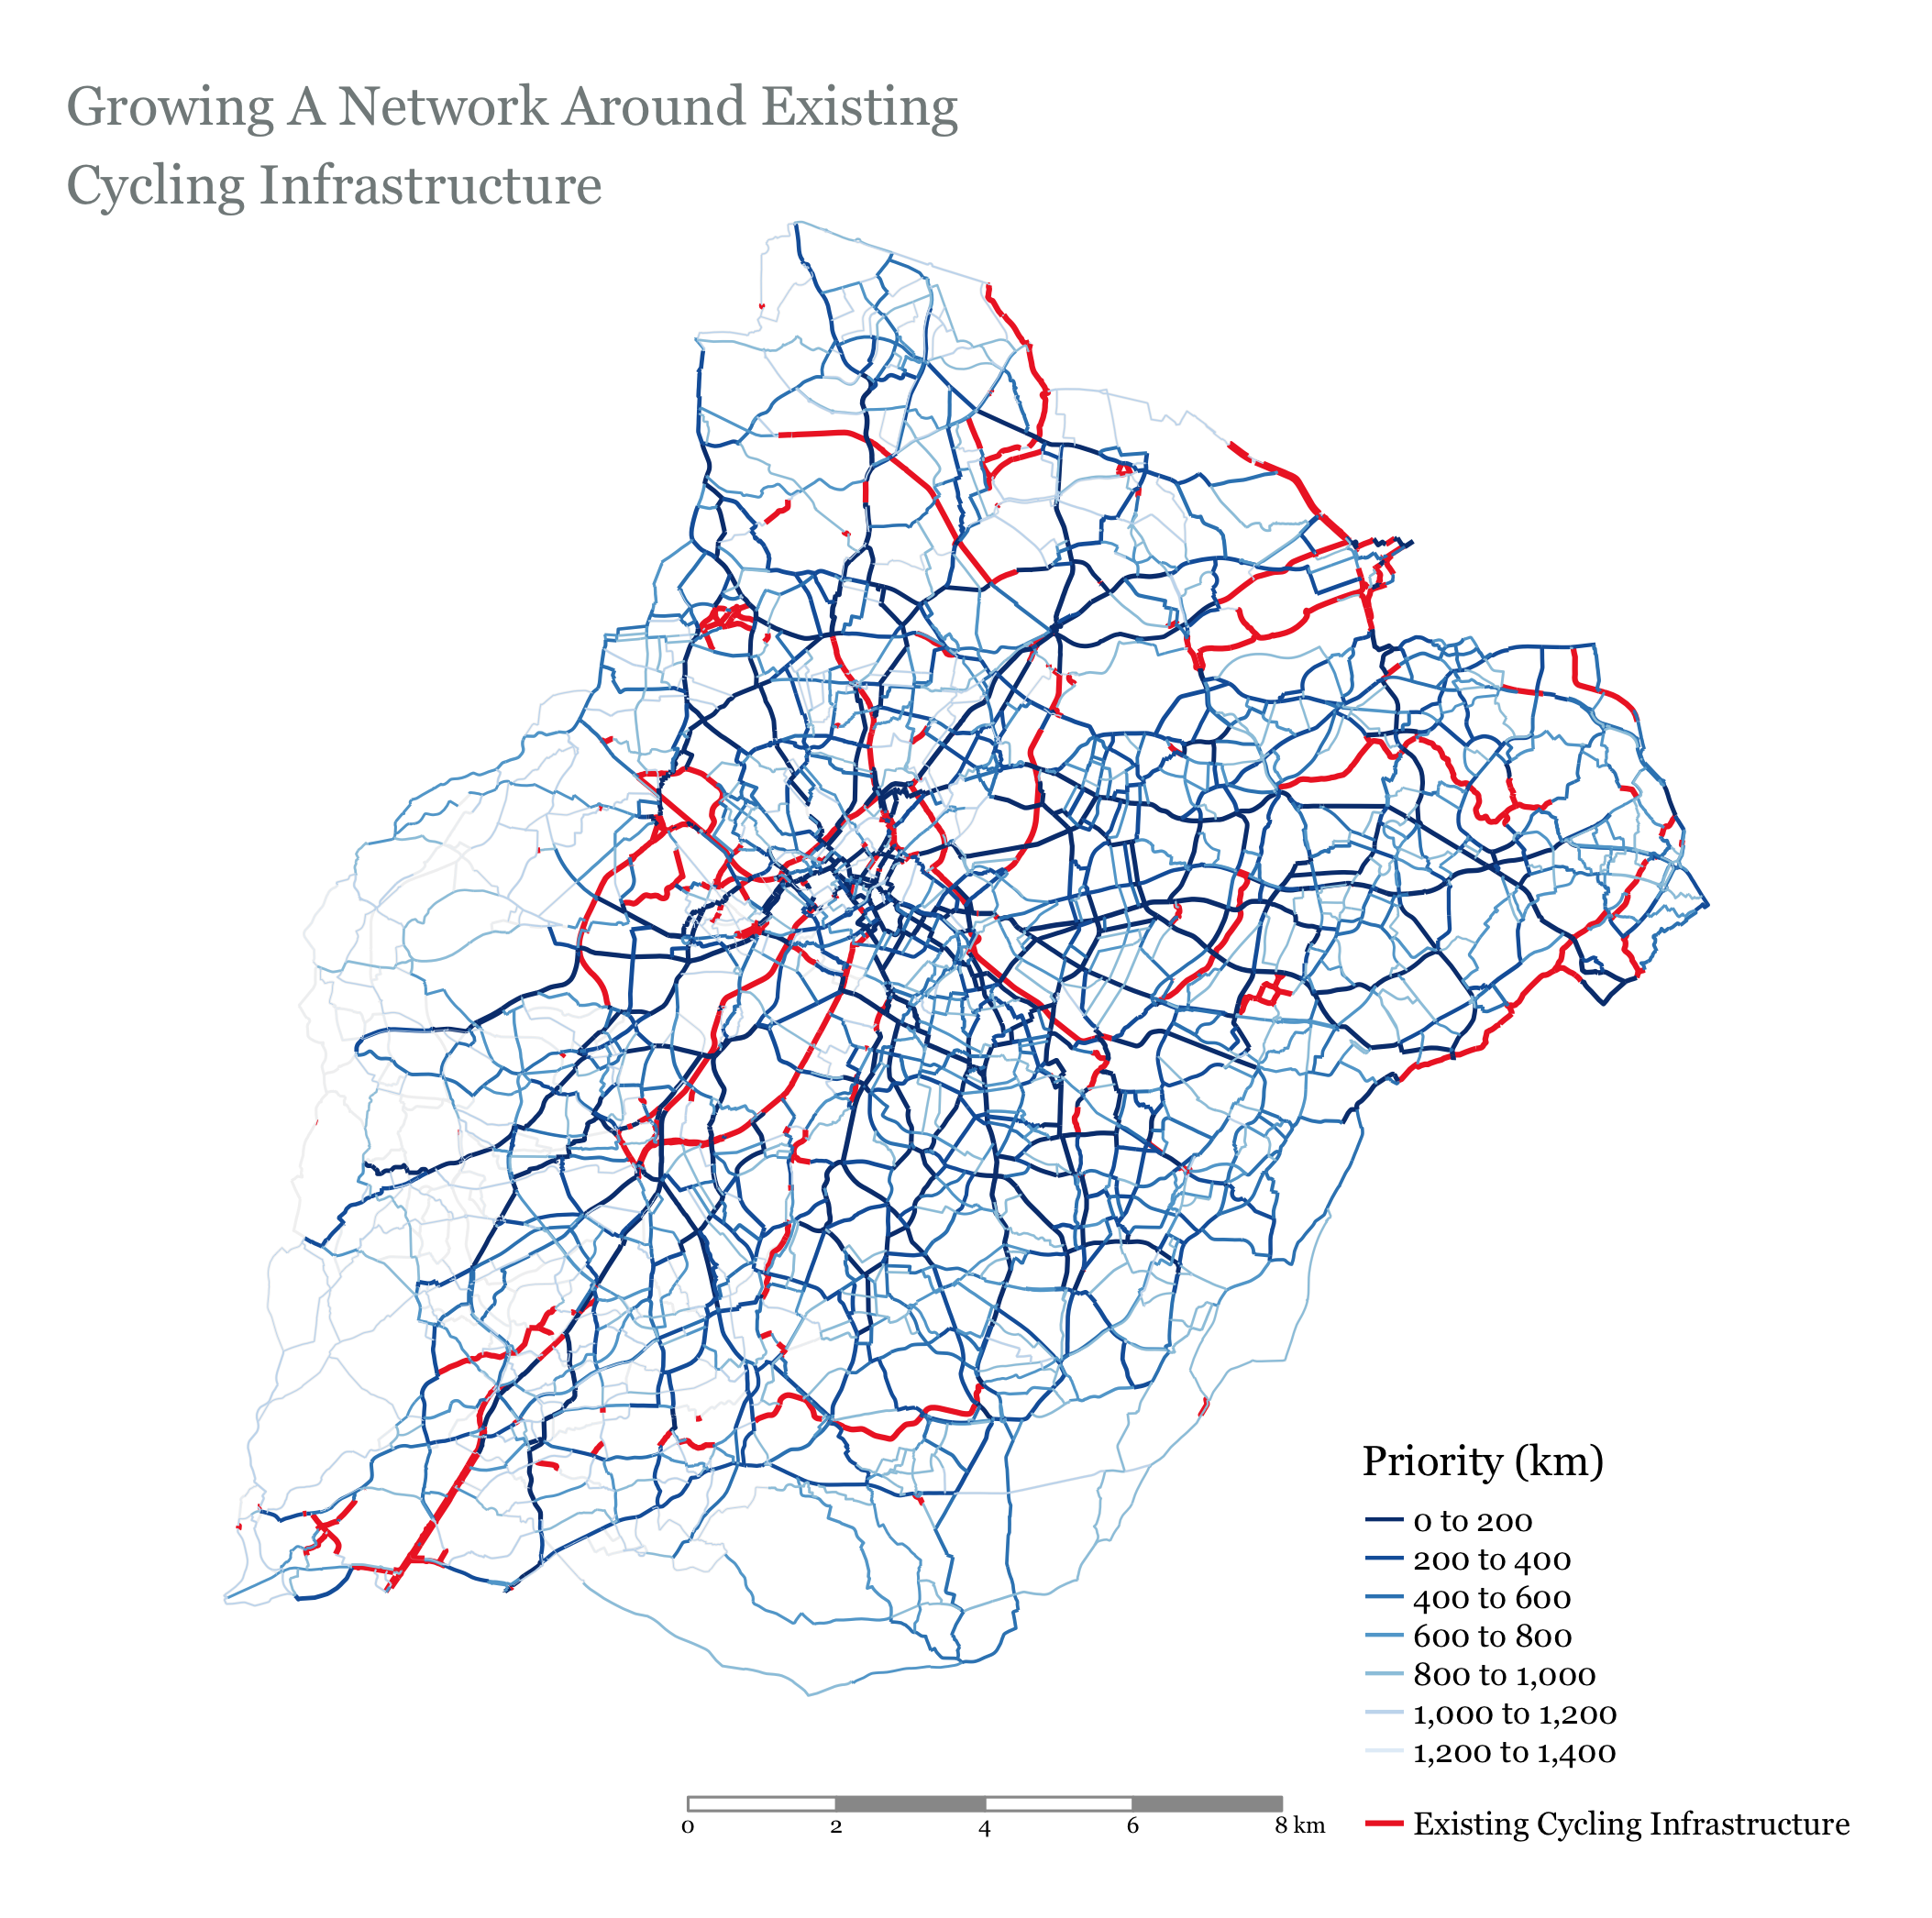 Growing A Network Around Existing
Cycling Infrastructure
Priority (km)
0 to 200
200 to 400
400 to 600
600 to 800
800 to 1,000
1,000 to 1,200
1,200 to 1,400
Existing Cycling Infrastructure
0 2 4 6 8 km